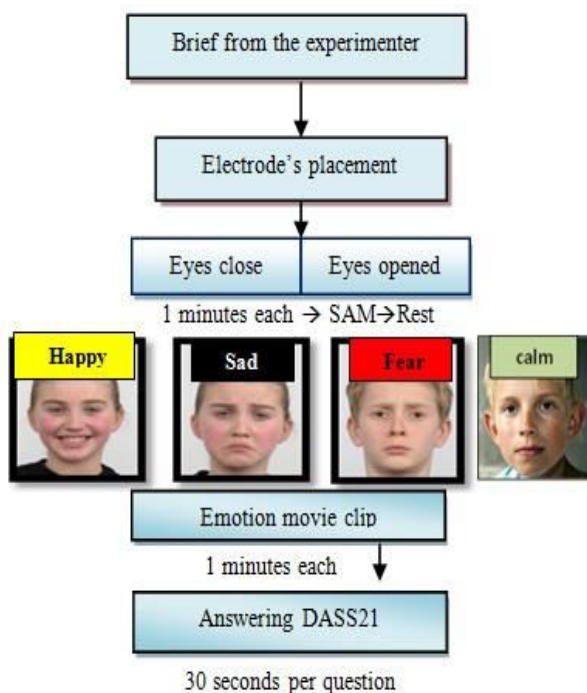 Brief from the experimenter
Electrode’s placement
Eyes close Eyes opened
1 minutes each → SAM→Rest
Happy Sad Fear calm
Emotion movie clip
1 minutes each
Answering DASS21
30 seconds per question